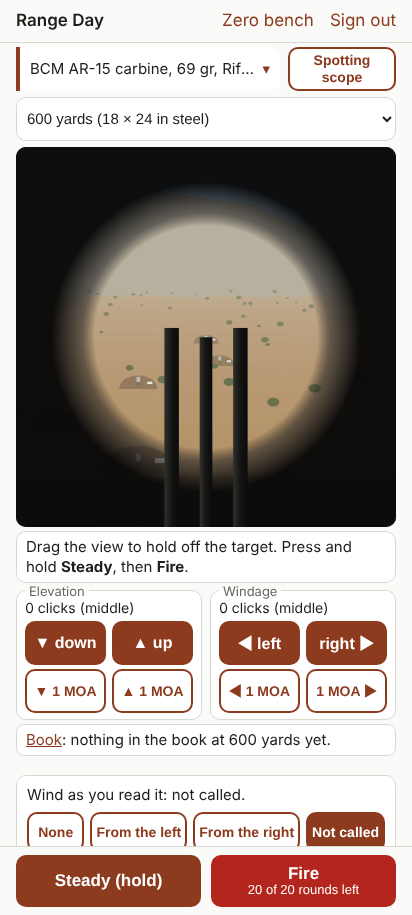 Range Day
Zero bench
Sign out
BCM AR-15 carbine, 69 gr, Rif... ▾
Spotting
scope
600 yards (18 × 24 in steel)
Drag the view to hold off the target. Press and
hold Steady, then Fire.
Elevation
0 clicks (middle)
▼ down
▲ up
▼ 1 MOA
▲ 1 MOA
Windage
0 clicks (middle)
◀ left
right ▶
◀ 1 MOA
1 MOA ▶
Book: nothing in the book at 600 yards yet.
Wind as you read it: not called.
None
From the left
From the right
Not called
Steady (hold)
Fire
20 of 20 rounds left